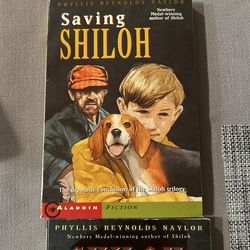 PHYLLIS REYNOLDS NAYLOR
Saving
SHILOH
Newbery
Medal-winning
author of Shiloh
The dramatic conclusion of the Shiloh trilogy
ALADDIN FICTION
PHYLLIS REYNOLDS NAYLOR
Newbery Medal-winning author of Shiloh